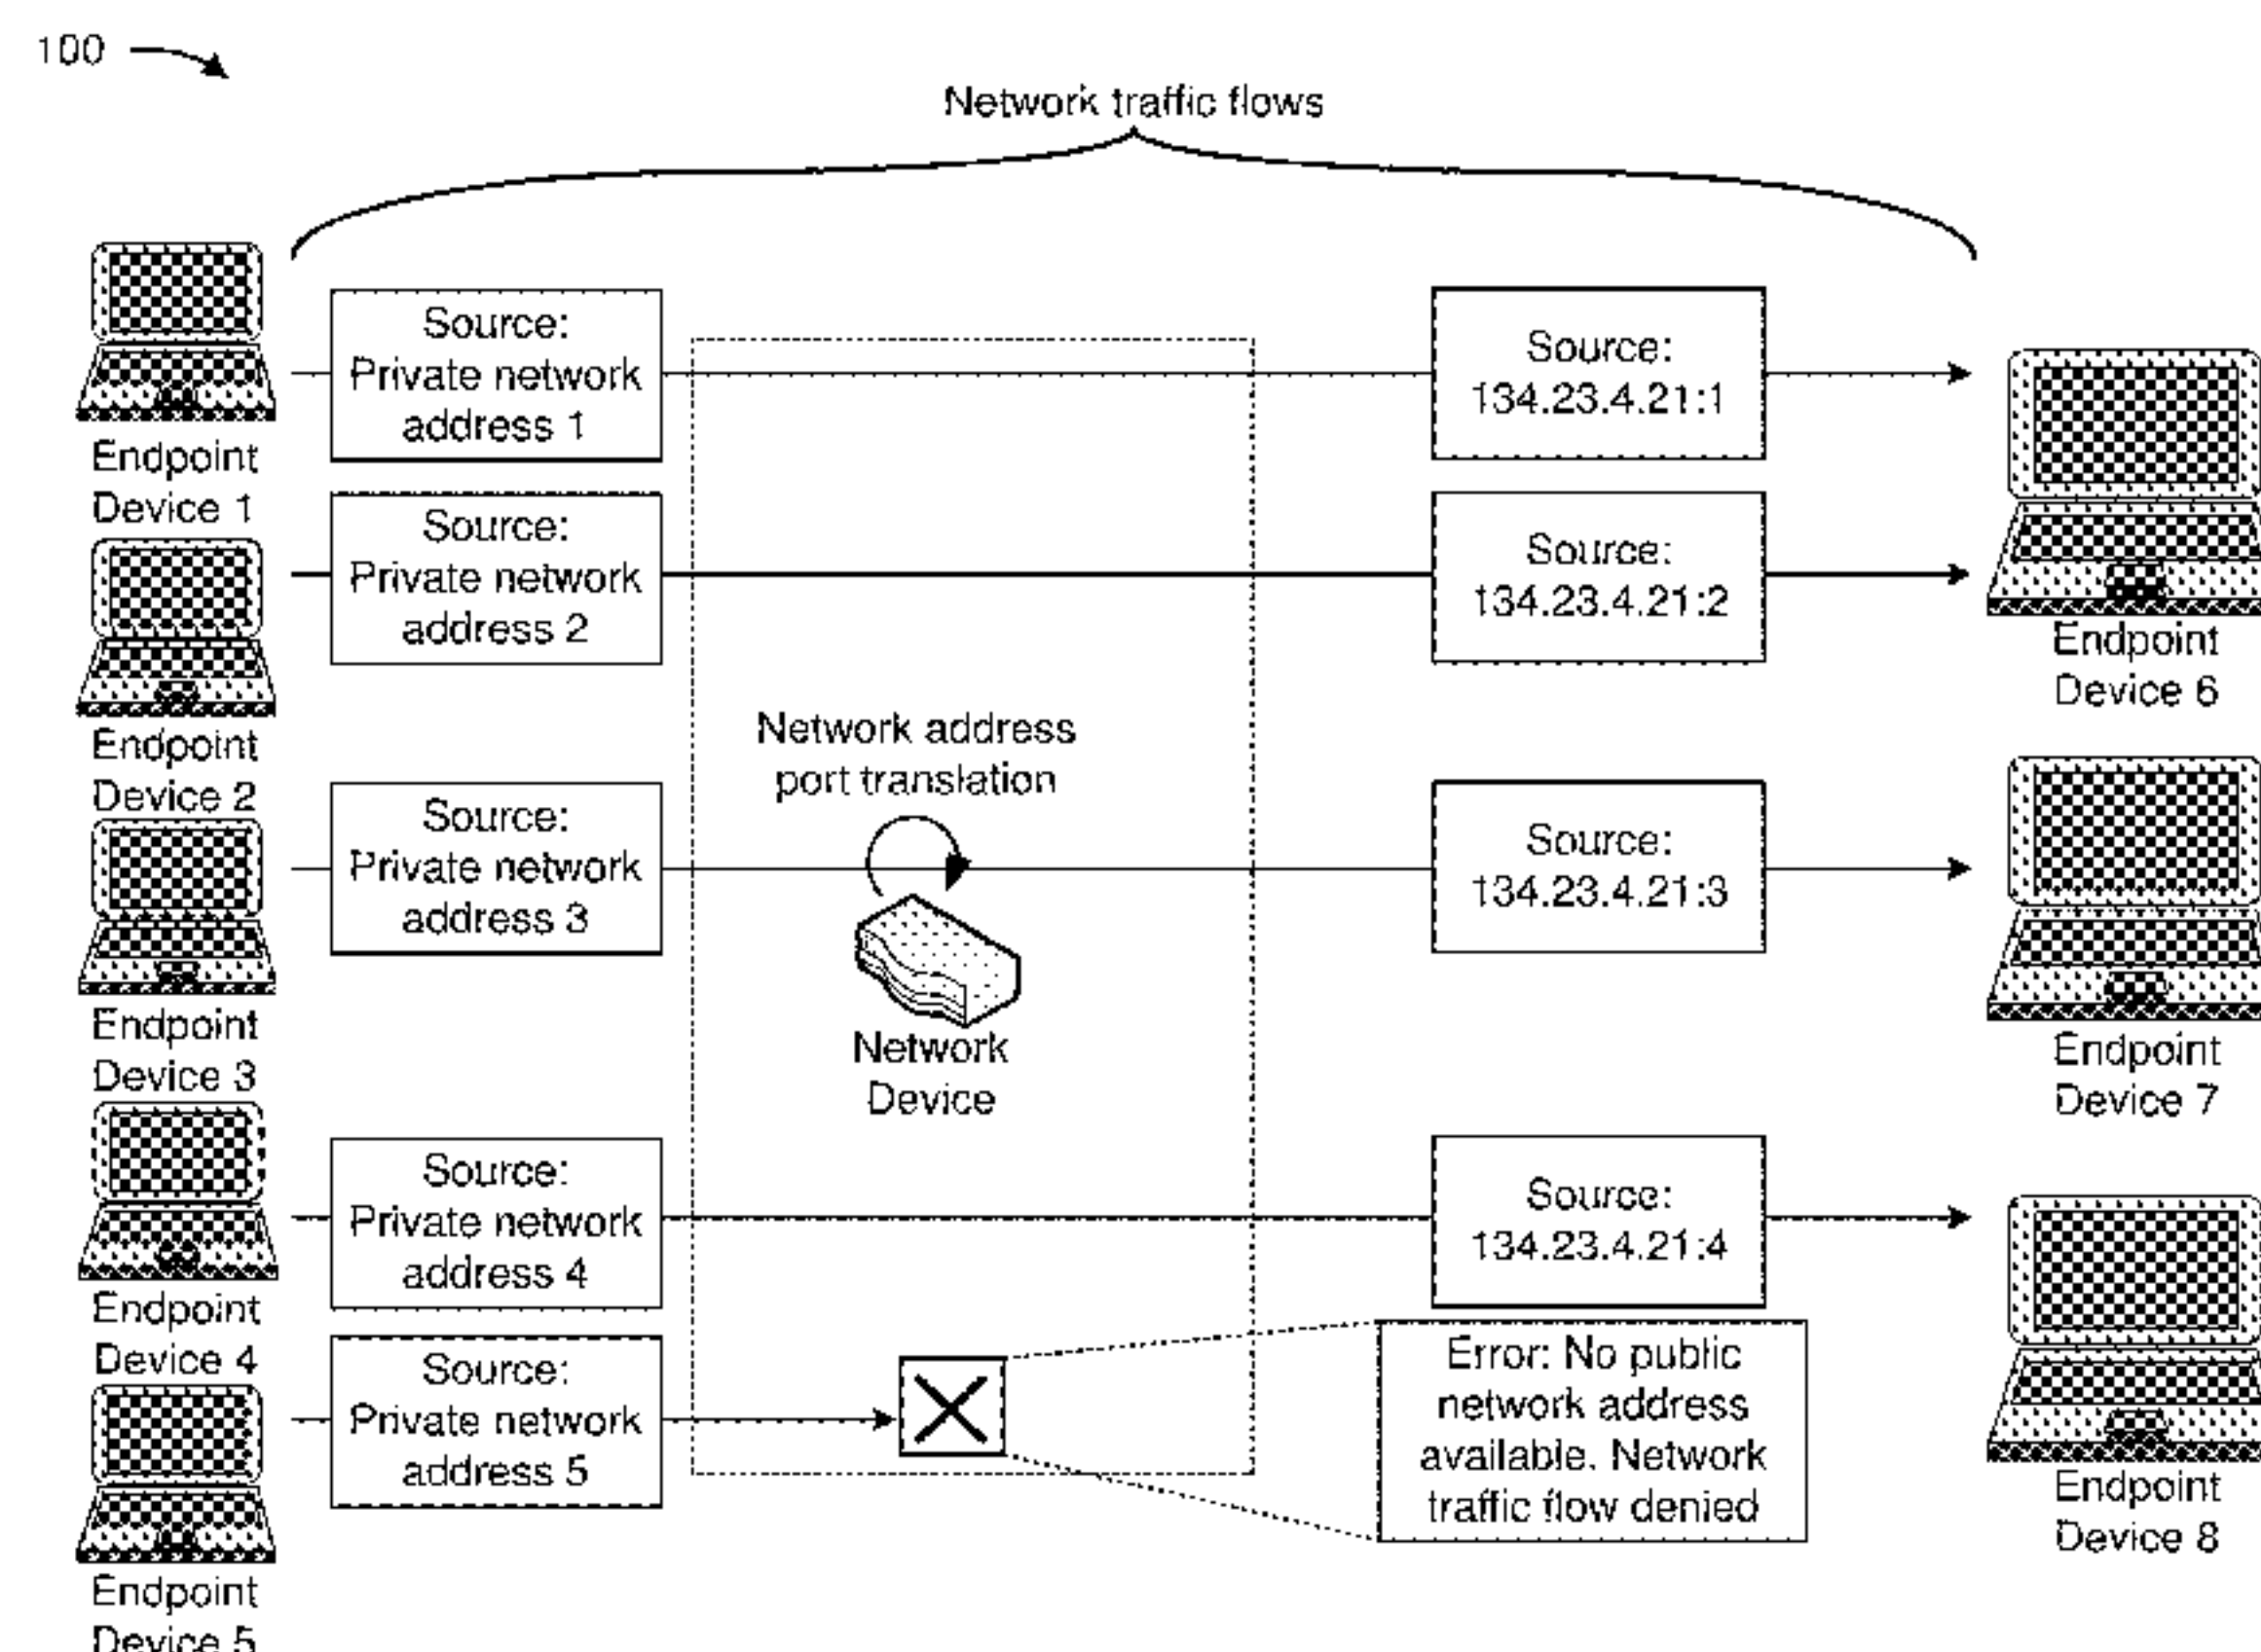 100
Network traffic flows
Source:
Private network
address 1
Source:
134.23.4.21:1
Endpoint
Device 1
Source:
Private network
address 2
Source:
134.23.4.21:2
Endpoint
Device 6
Endpoint
Device 2
Network address
port translation
Source:
Private network
address 3
Source:
134.23.4.21:3
Endpoint
Device 3
Network
Device
Endpoint
Device 7
Source:
Private network
address 4
Source:
134.23.4.21:4
Endpoint
Device 4
Source:
Private network
address 5
Error: No public
network address
available. Network
traffic flow denied
Endpoint
Device 8
Endpoint
Device 5